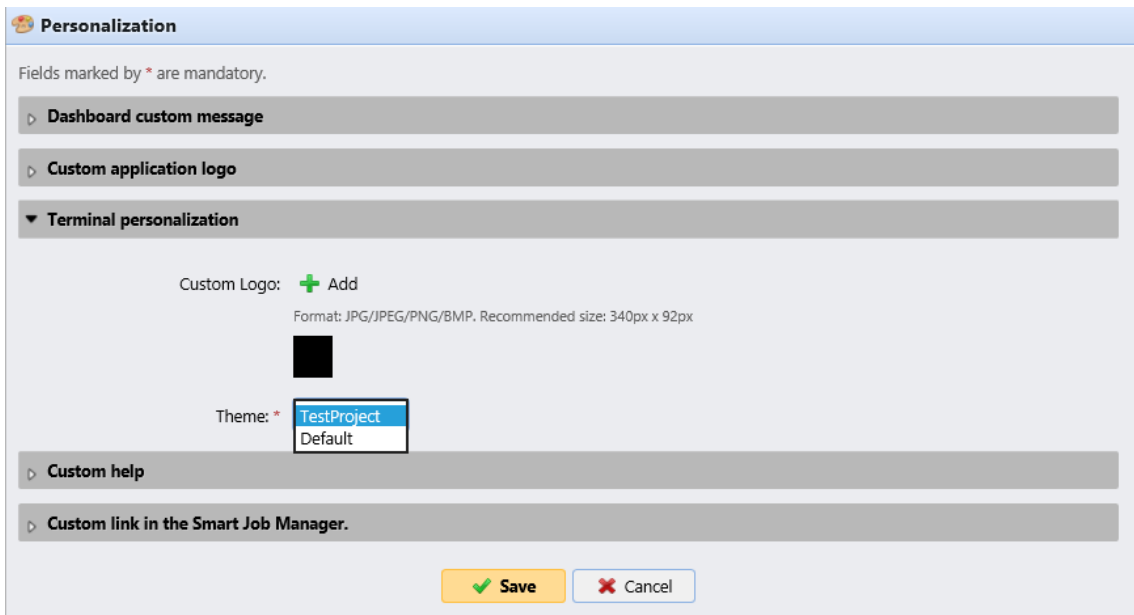 Personalization
Fields marked by * are mandatory.
Dashboard custom message
Custom application logo
Terminal personalization
Custom Logo: Add
Format: JPG/JPEG/PNG/BMP. Recommended size: 340px x 92px
Theme: * TestProject
Default
Custom help
Custom link in the Smart Job Manager.
Save Cancel